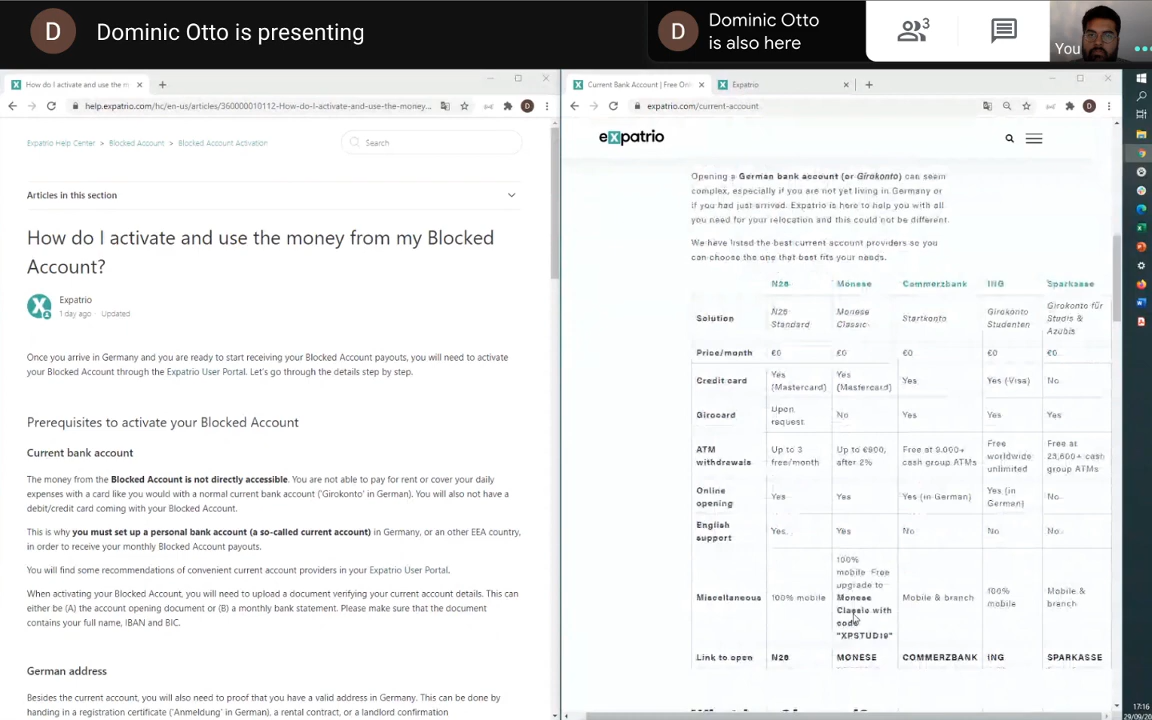 D
Dominic Otto is presenting
D
Dominic Otto
is also here
3
You
How do I activate and use the m
help.expatrio.com/hc/en-us/articles/360000010112-How-do-I-activate-and-use-the-money...
D
Expatrio Help Center > Blocked Account > Blocked Account Activation
Search
Articles in this section
How do I activate and use the money from my Blocked
Account?
Expatrio
1 day ago · Updated
Once you arrive in Germany and you are ready to start receiving your Blocked Account payouts, you will need to activate
your Blocked Account through the Expatrio User Portal. Let's go through the details step by step.
Prerequisites to activate your Blocked Account
Current bank account
The money from the Blocked Account is not directly accessible. You are not able to pay for rent or cover your daily
expenses with a card like you would with a normal current bank account ('Girokonto' in German). You will also not have a
debit/credit card coming with your Blocked Account.
This is why you must set up a personal bank account (a so-called current account) in Germany, or an other EEA country,
in order to receive your monthly Blocked Account payouts.
You will find some recommendations of convenient current account providers in your Expatrio User Portal.
When activating your Blocked Account, you will need to upload a document verifying your current account details. This can
either be (A) the account opening document or (B) a monthly bank statement. Please make sure that the document
contains your full name, IBAN and BIC.
German address
Besides the current account, you will also need to proof that you have a valid address in Germany. This can be done by
handing in a registration certificate ('Anmeldung in German), a rental contract, or a landlord confirmation
Current Bank Account | Free On
Expatrio
expatrio.com/current-account
D
expatrio
Opening a German bank account (or Girokonto) can seem
complex, especially if you are not yet living in Germany or
if you had just arrived. Expatrio is here to help you with all
you need for your relocation and this could not be different.
We have listed the best current account providers so you
can choose the one that best fits your needs.
N26 Monese Commerzbank ING Sparkasse
Solution N26 Standard Monese Classic Startkonto Girokonto Studenten Girokonto für Studis & Azubis
Price/month €0 €0 €0 €0 €0
Credit card Yes (Mastercard) Yes (Mastercard) Yes Yes (Visa) No
Girocard Upon request No Yes Yes Yes
ATM withdrawals Up to 3 free/month Up to €900, after 2% Free at 9.000+ cash group ATMs Free worldwide unlimited Free at 23,600+ cash group ATMs
Online opening Yes Yes Yes (in German) Yes (in German) No
English support Yes Yes No No No
Miscellaneous 100% mobile 100% mobile Free upgrade to Monese Classic with code "XPSTUD19" Mobile & branch 100% mobile Mobile & branch
Link to open N26 MONESE COMMERZBANK ING SPARKASSE
17:16
29/09/20